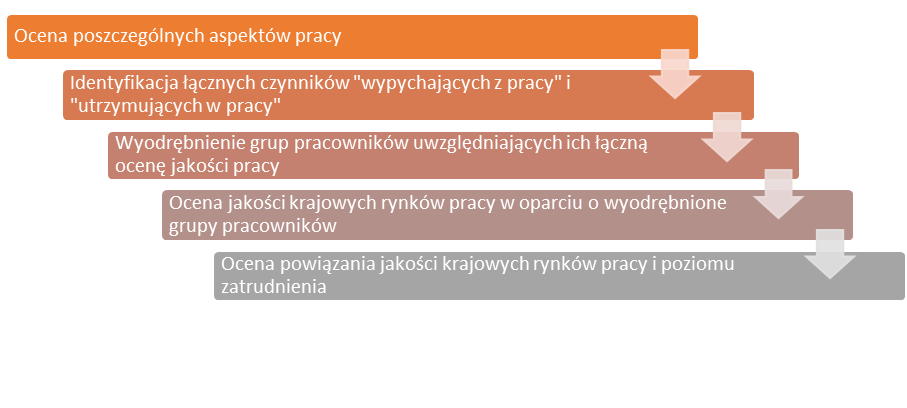 Ocena poszczególnych aspektów pracy
Identyfikacja łącznych czynników "wypychających z pracy" i
"utrzymujących w pracy"
Wyodrębnienie grup pracowników uwzględniających ich łączną
ocenę jakości pracy
Ocena jakości krajowych rynków pracy w oparciu o wyodrębnione
grupy pracowników
Ocena powiązania jakości krajowych rynków pracy i poziomu
zatrudnienia